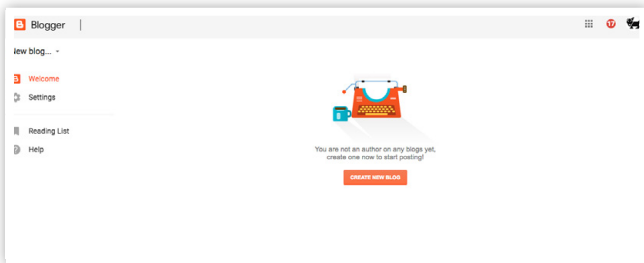 Blogger
17
New blog...
Welcome
Settings
Reading List
Help
You are not an author on any blogs yet,
create one now to start posting!
CREATE NEW BLOG